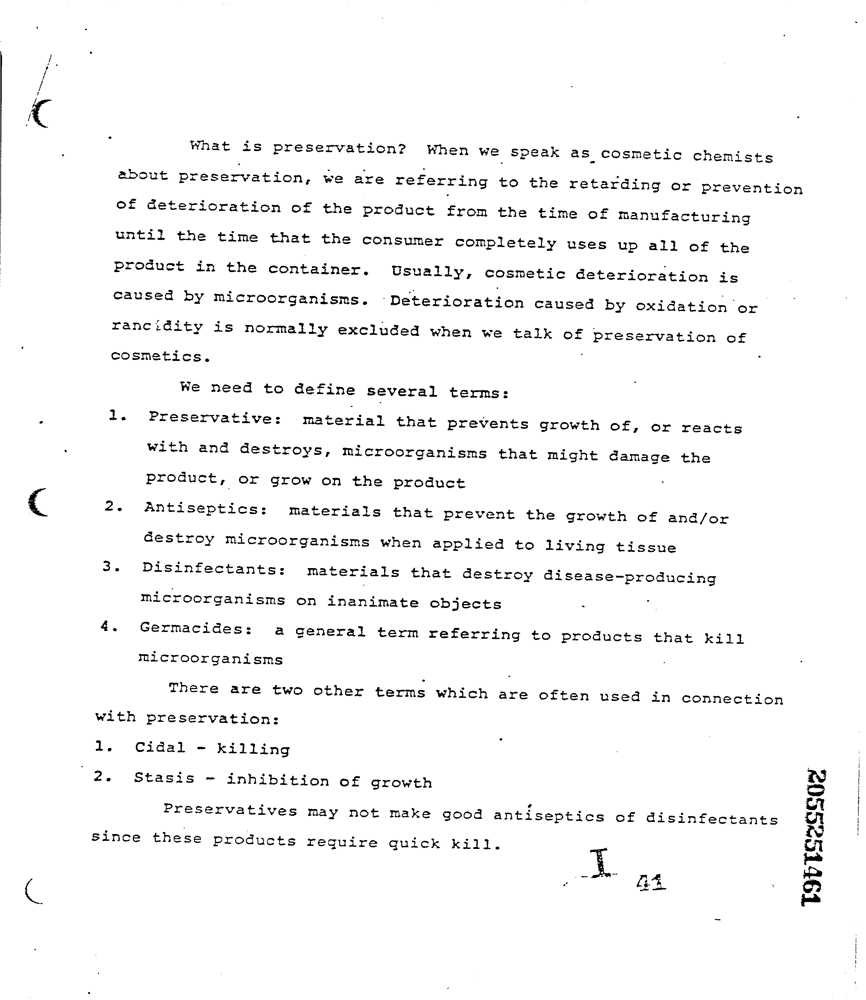 What is preservation? When we speak as cosmetic chemists
about preservation, we are referring to the retarding or prevention
of deterioration of the product from the time of manufacturing
until the time that the consumer completely uses up all of the
product in the container. Usually, cosmetic deterioration is
caused by microorganisms. Deterioration caused by oxidation or
rancidity is normally excluded when we talk of preservation of
cosmetics.
We need to define several terms:
1. Preservative: material that prevents growth of, or reacts
with and destroys, microorganisms that might damage the
product, or grow on the product
2. Antiseptics: materials that prevent the growth of and/or
destroy microorganisms when applied to living tissue
3. Disinfectants: materials that destroy disease-producing
microorganisms on inanimate objects
4. Germacides: a general term referring to products that kill
microorganisms
There are two other terms which are often used in connection
with preservation:
1. Cidal - killing
2. Stasis - inhibition of growth
Preservatives may not make good antiseptics of disinfectants
since these products require quick kill.
I 41
2055251461